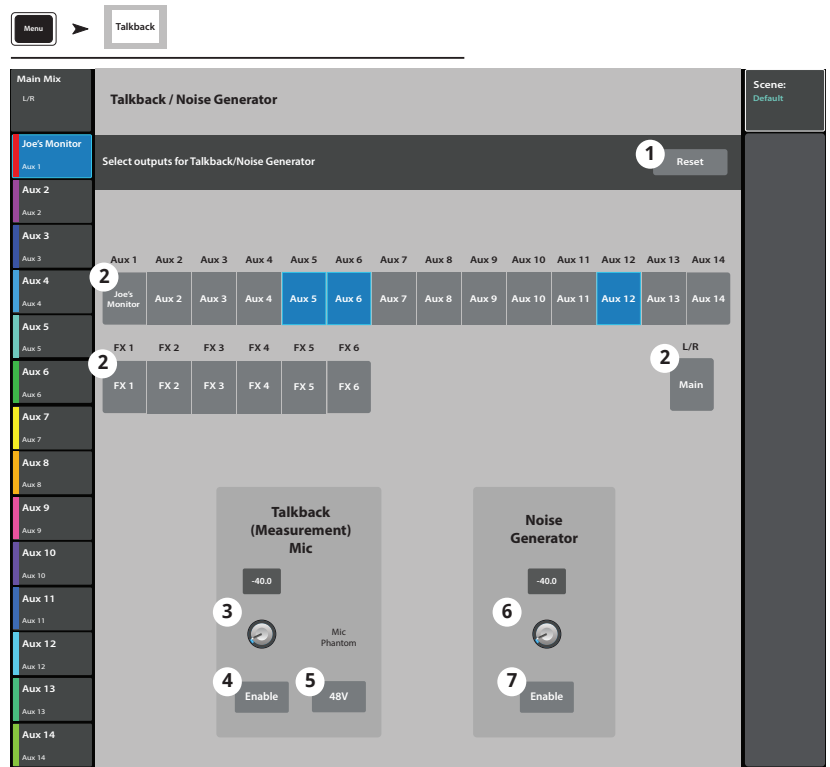 Menu
Talkback
Main Mix
L/R
Talkback / Noise Generator
Scene:
Default
Joe's Monitor
Aux 1
Select outputs for Talkback/Noise Generator
1
Reset
Aux 2
Aux 2
Aux 3
Aux 3
Aux 4
Aux 4
Aux 5
Aux 5
Aux 6
Aux 6
Aux 7
Aux 7
Aux 8
Aux 8
Aux 9
Aux 9
Aux 10
Aux 10
Aux 11
Aux 11
Aux 12
Aux 12
Aux 13
Aux 13
Aux 14
Aux 14
Aux 1 Aux 2 Aux 3 Aux 4 Aux 5 Aux 6 Aux 7 Aux 8 Aux 9 Aux 10 Aux 11 Aux 12 Aux 13 Aux 14
2
Joe's
Monitor
Aux 2 Aux 3 Aux 4 Aux 5 Aux 6 Aux 7 Aux 8 Aux 9 Aux 10 Aux 11 Aux 12 Aux 13 Aux 14
FX 1 FX 2 FX 3 FX 4 FX 5 FX 6
2
FX 1 FX 2 FX 3 FX 4 FX 5 FX 6
L/R
2
Main
Talkback
(Measurement)
Mic
-40.0
3
Mic
Phantom
4
Enable
5
48V
Noise
Generator
-40.0
6
7
Enable